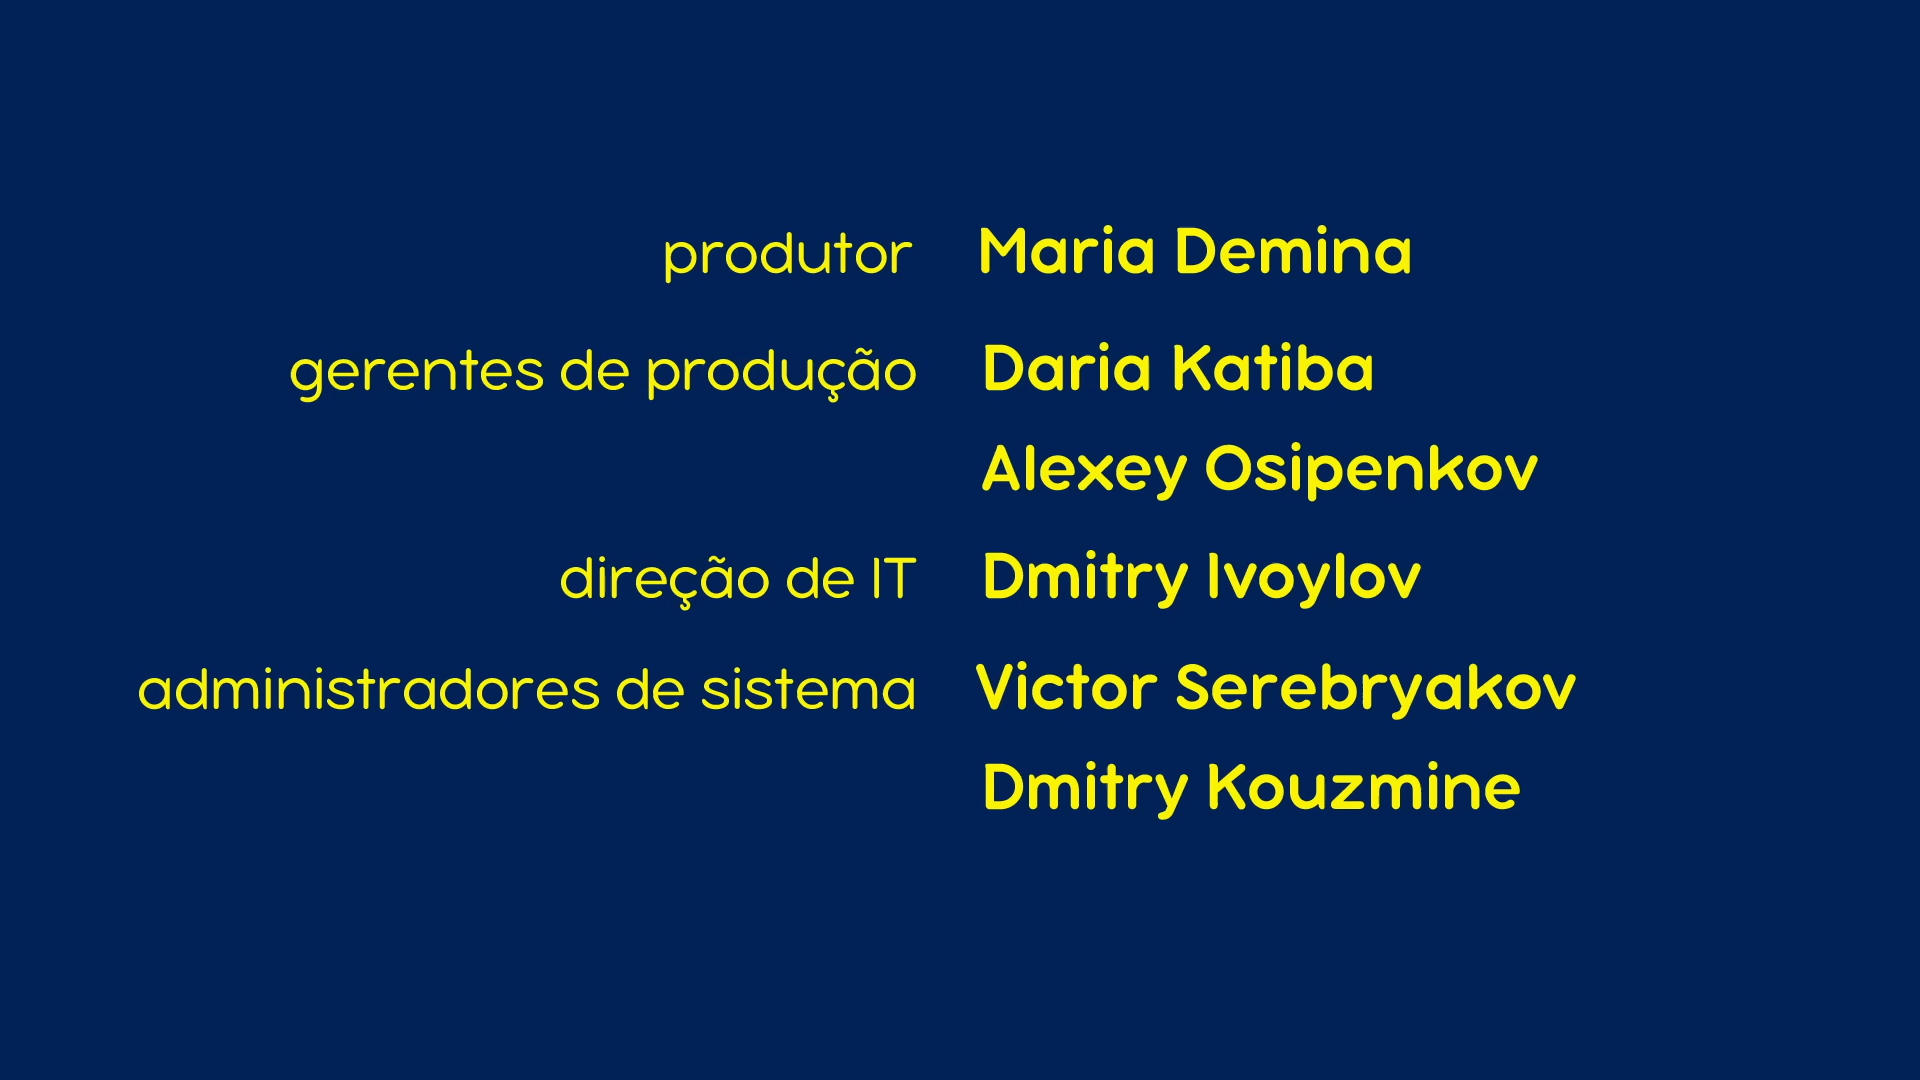 produtor Maria Demina
gerentes de produção Daria Katiba
Alexey Osipenkov
direção de IT Dmitry Ivoylov
administradores de sistema Victor Serebryakov
Dmitry Kouzmine